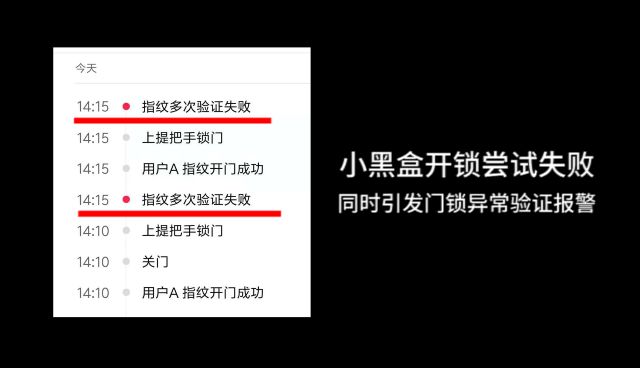 今天
14:15 指纹多次验证失败
14:15 上提把手锁门
14:15 用户A 指纹开门成功
14:15 指纹多次验证失败
14:10 上提把手锁门
14:10 关门
14:10 用户A 指纹开门成功
小黑盒开锁尝试失败
同时引发门锁异常验证报警